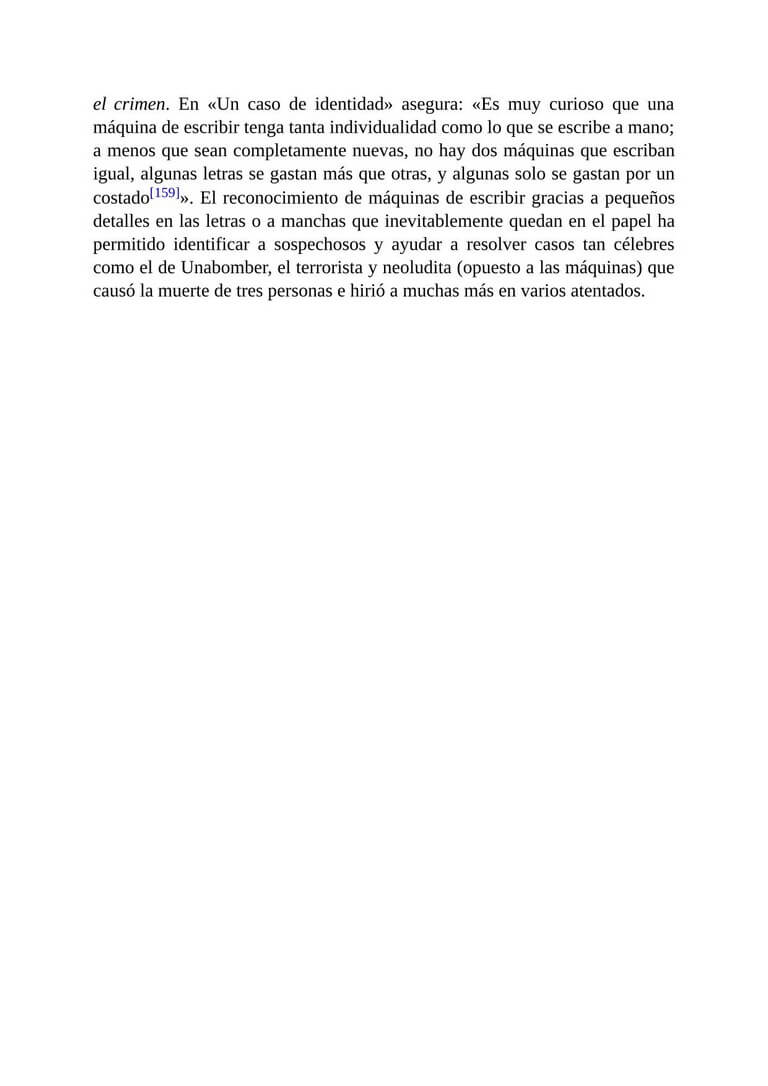 el crimen. En «Un caso de identidad» asegura: «Es muy curioso que una
máquina de escribir tenga tanta individualidad como lo que se escribe a mano;
a menos que sean completamente nuevas, no hay dos máquinas que escriban
igual, algunas letras se gastan más que otras, y algunas solo se gastan por un
costado[159]». El reconocimiento de máquinas de escribir gracias a pequeños
detalles en las letras o a manchas que inevitablemente quedan en el papel ha
permitido identificar a sospechosos y ayudar a resolver casos tan célebres
como el de Unabomber, el terrorista y neoludita (opuesto a las máquinas) que
causó la muerte de tres personas e hirió a muchas más en varios atentados.